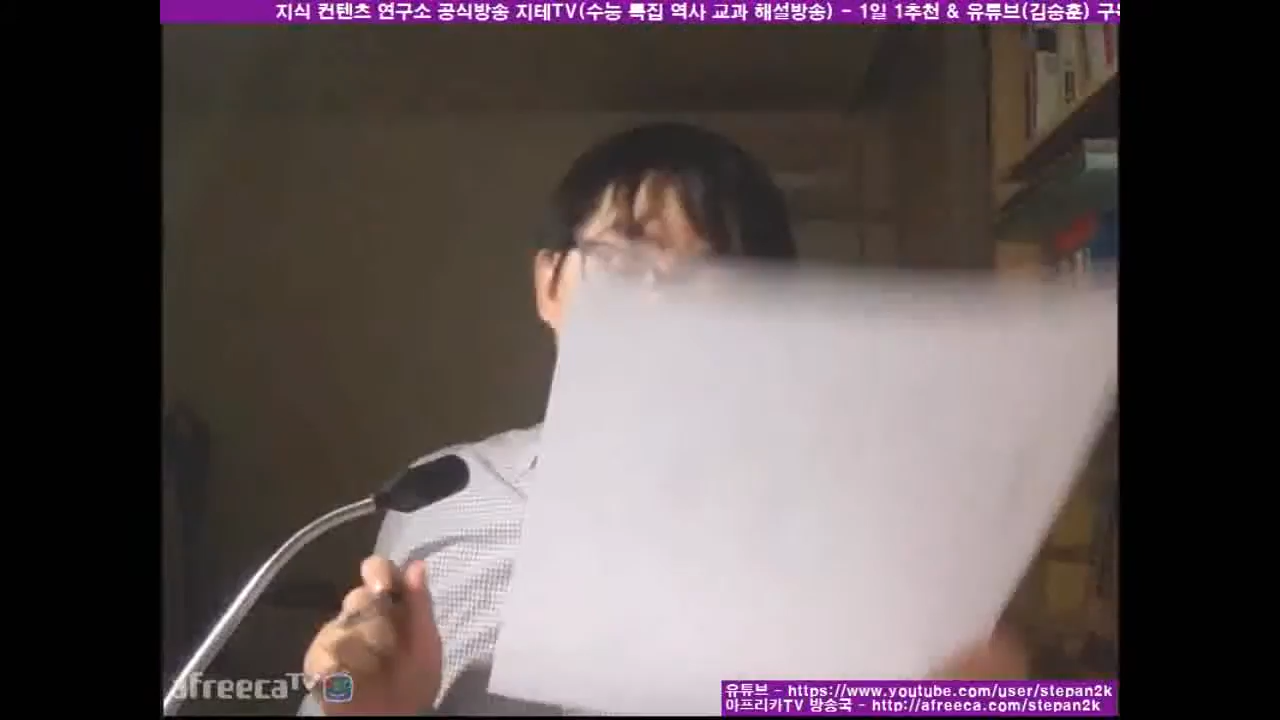 지식 컨텐츠 연구소 공식방송 지테TV(수능 특집 역사 교과 해설방송) - 1일 1추천 & 유튜브(김승훈)
afreecaTV
유튜브 - https://www.youtube.com/user/stepan2k
아프리카TV 방송국 - http://afreeca.com/stepan2k